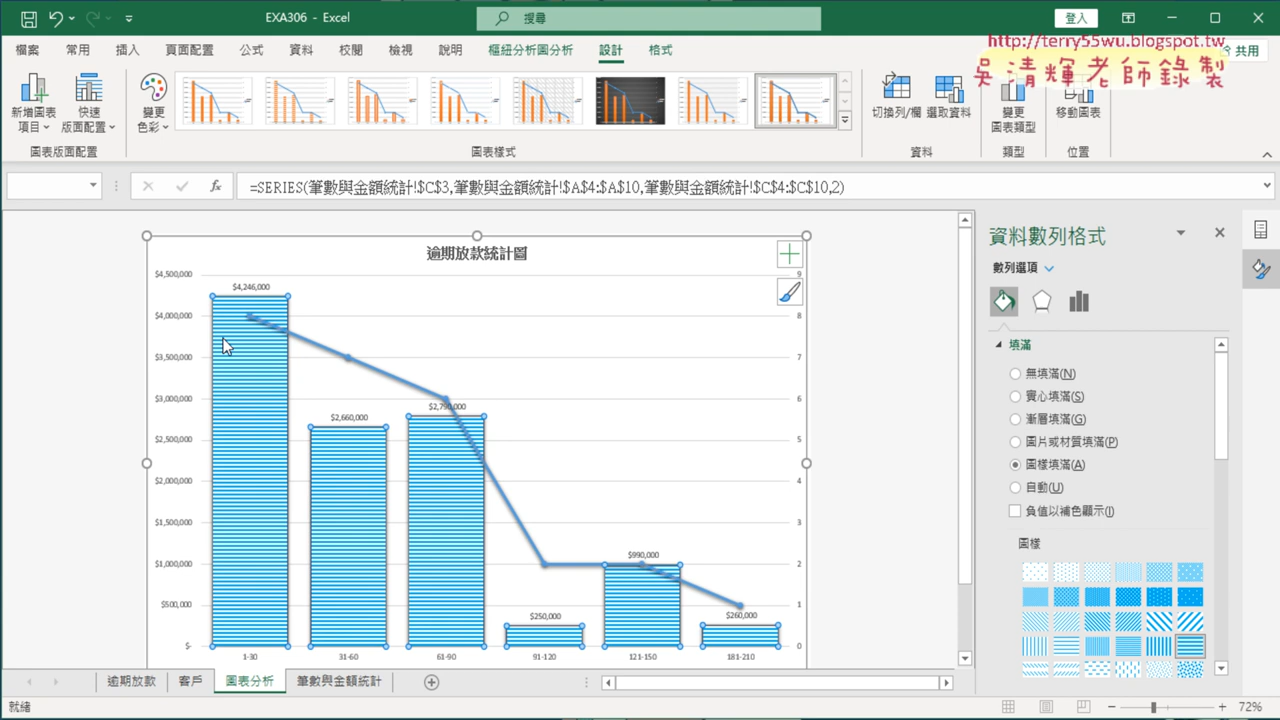 EXA306 - Excel
搜尋
登入
檔案 常用 插入 頁面配置 公式 資料 校閱 檢視 說明 樞紐分析圖分析 設計 格式
共用
http://terry55wu.blogspot.tw
吳清輝老師錄製
新增圖表項目 快速版面配置 變更色彩 切換列/欄 選取資料 變更圖表類型 移動圖表
圖表版面配置 圖表樣式 資料 類型 位置
=SERIES(筆數與金額統計!$C$3,筆數與金額統計!$A$4:$A$10,筆數與金額統計!$C$4:$C$10,2)
逾期放款統計圖
$4,500,000 9
$4,246,000
$4,000,000 8
$3,500,000 7
$3,000,000 6
$2,660,000
$2,500,000 5
$2,000,000 4
$1,500,000 3
$990,000
$1,000,000 2
$250,000 $260,000
$500,000 1
$- 0
1-30 31-60 61-90 91-120 121-150 181-210
資料數列格式
數列選項
填滿
無填滿(N)
實心填滿(S)
漸層填滿(G)
圖片或材質填滿(P)
圖樣填滿(A)
自動(U)
負值以補色顯示(I)
圖樣
逾期放款 客戶 圖表分析 筆數與金額統計
就緒
72%